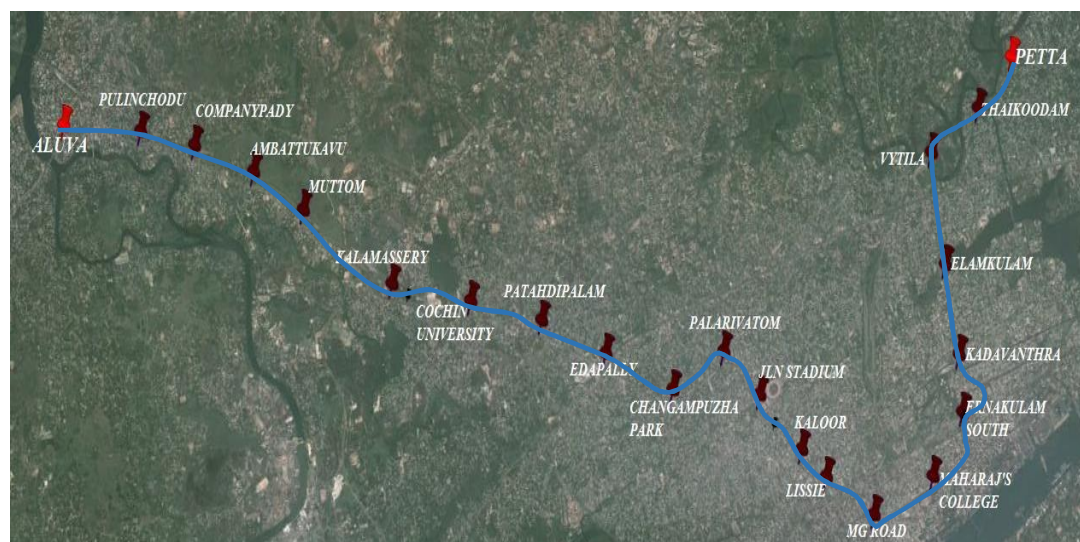 PETTA
PULINCHODU
COMPANYPADY
THAIKOODAM
ALUVA
AMBATTUKAVU
VYTILA
MUTTOM
KALAMASSERY
ELAMKULAM
PATAHDIPALAM
COCHIN
UNIVERSITY
PALARIVATOM
KADAVANTHRA
EDAPALLY
JLN STADIUM
CHANGAMPUZHA
PARK
ERNAKULAM
SOUTH
KALOOR
LISSIE
MAHARAJ'S
COLLEGE
MG ROAD